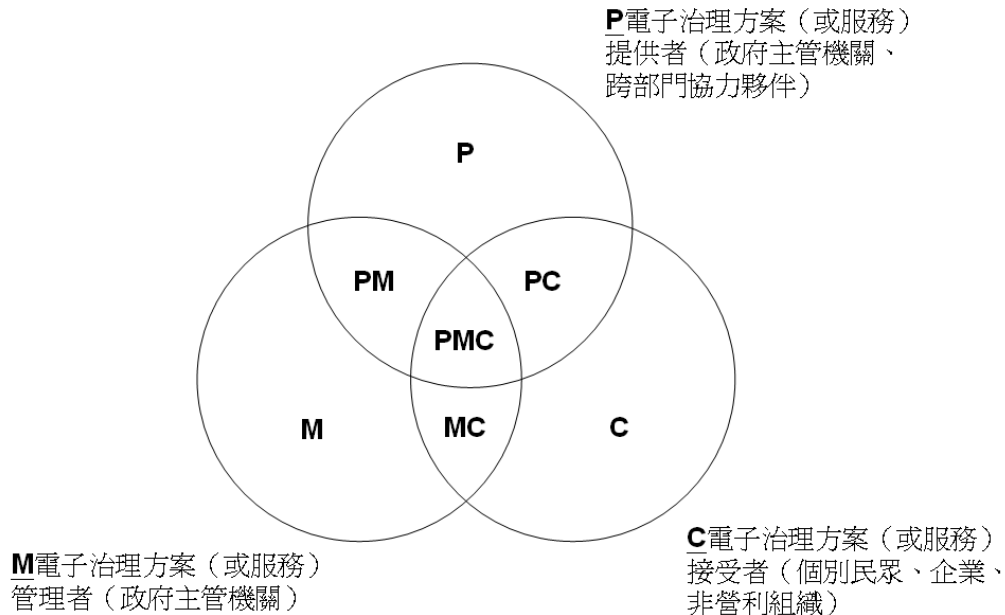 P電子治理方案（或服務）
提供者（政府主管機關、
跨部門協力夥伴）
P
PM
PC
PMC
M
MC
C
M電子治理方案（或服務）
管理者（政府主管機關）
C電子治理方案（或服務）
接受者（個別民眾、企業、
非營利組織）